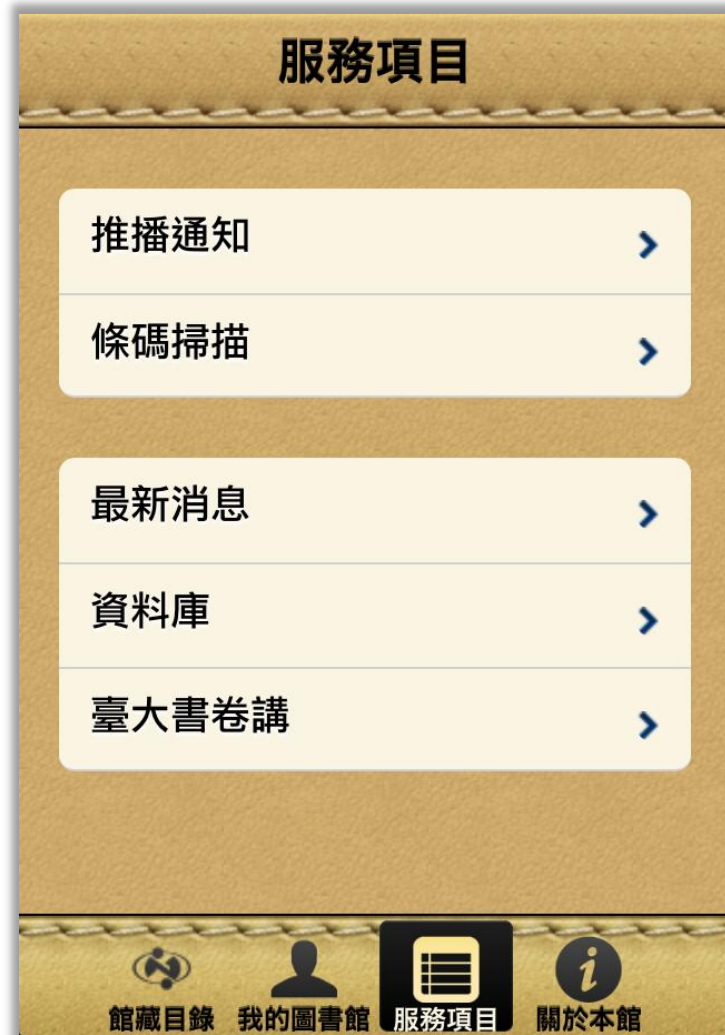 服務項目
推播通知
條碼掃描
最新消息
資料庫
臺大書卷講
館藏目錄 我的圖書館 服務項目 關於本館